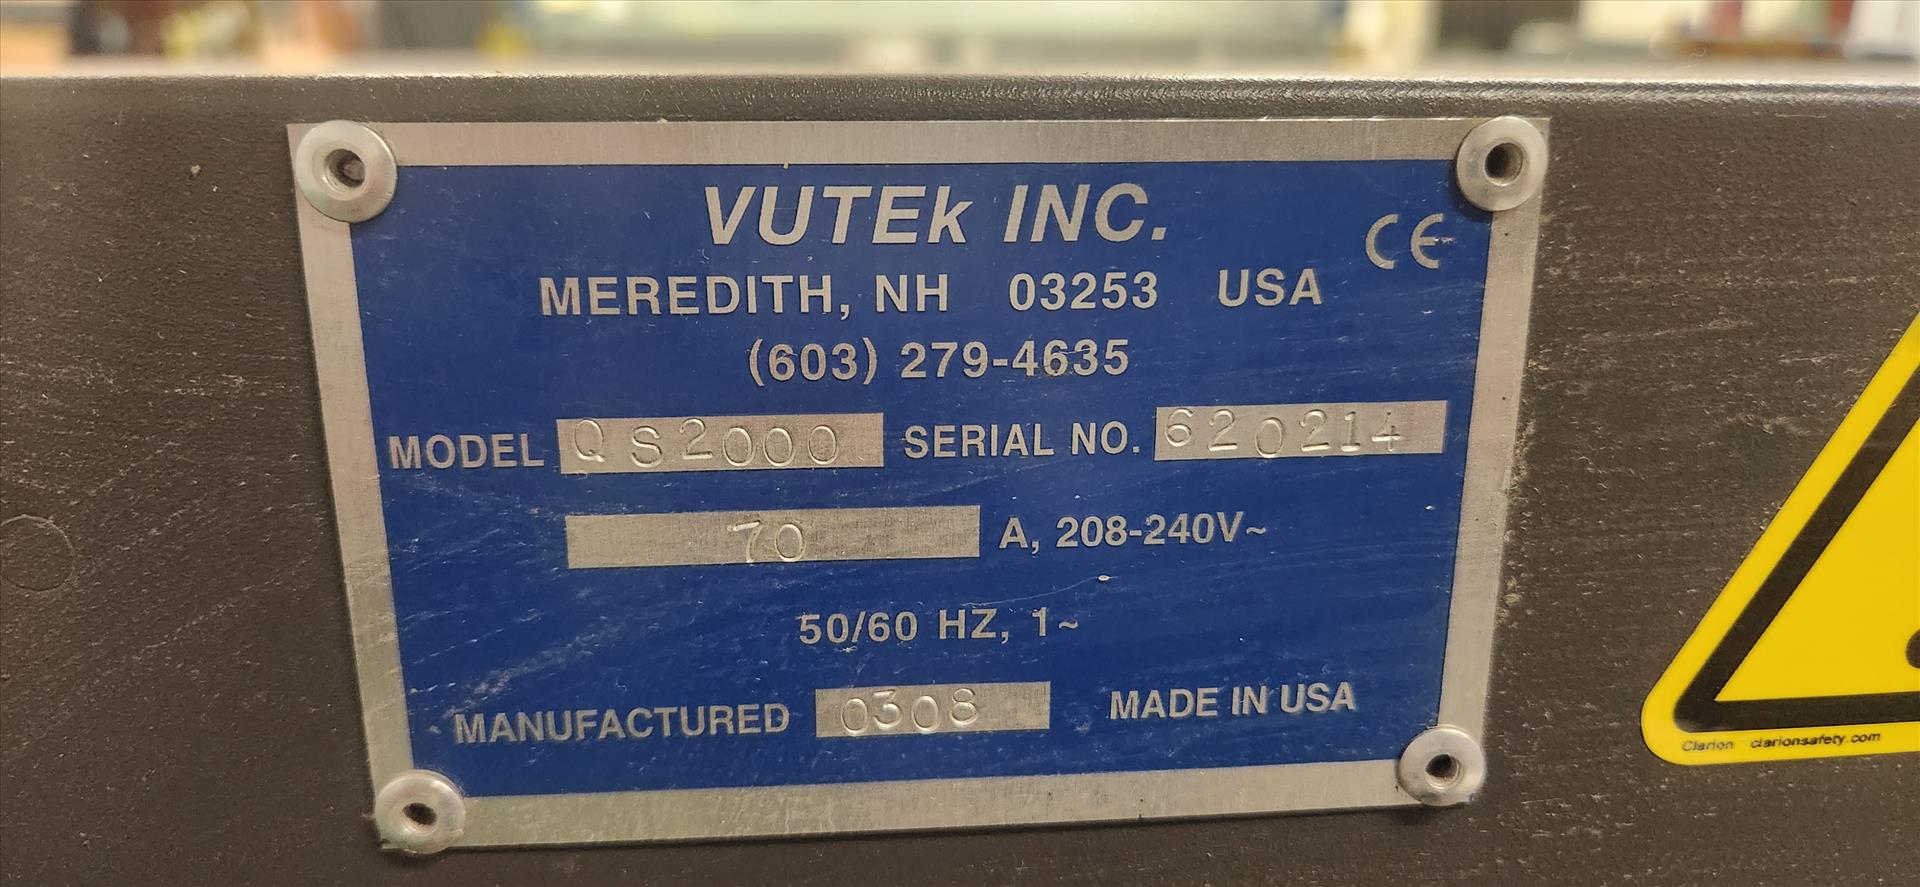 VUTEk INC.
CE
MEREDITH, NH 03253 USA
(603) 279-4635
MODEL QS2000 SERIAL NO. 620214
70 A, 208-240V~
50/60 HZ, 1~
MANUFACTURED 0308 MADE IN USA
Clarion clarionsafety.com